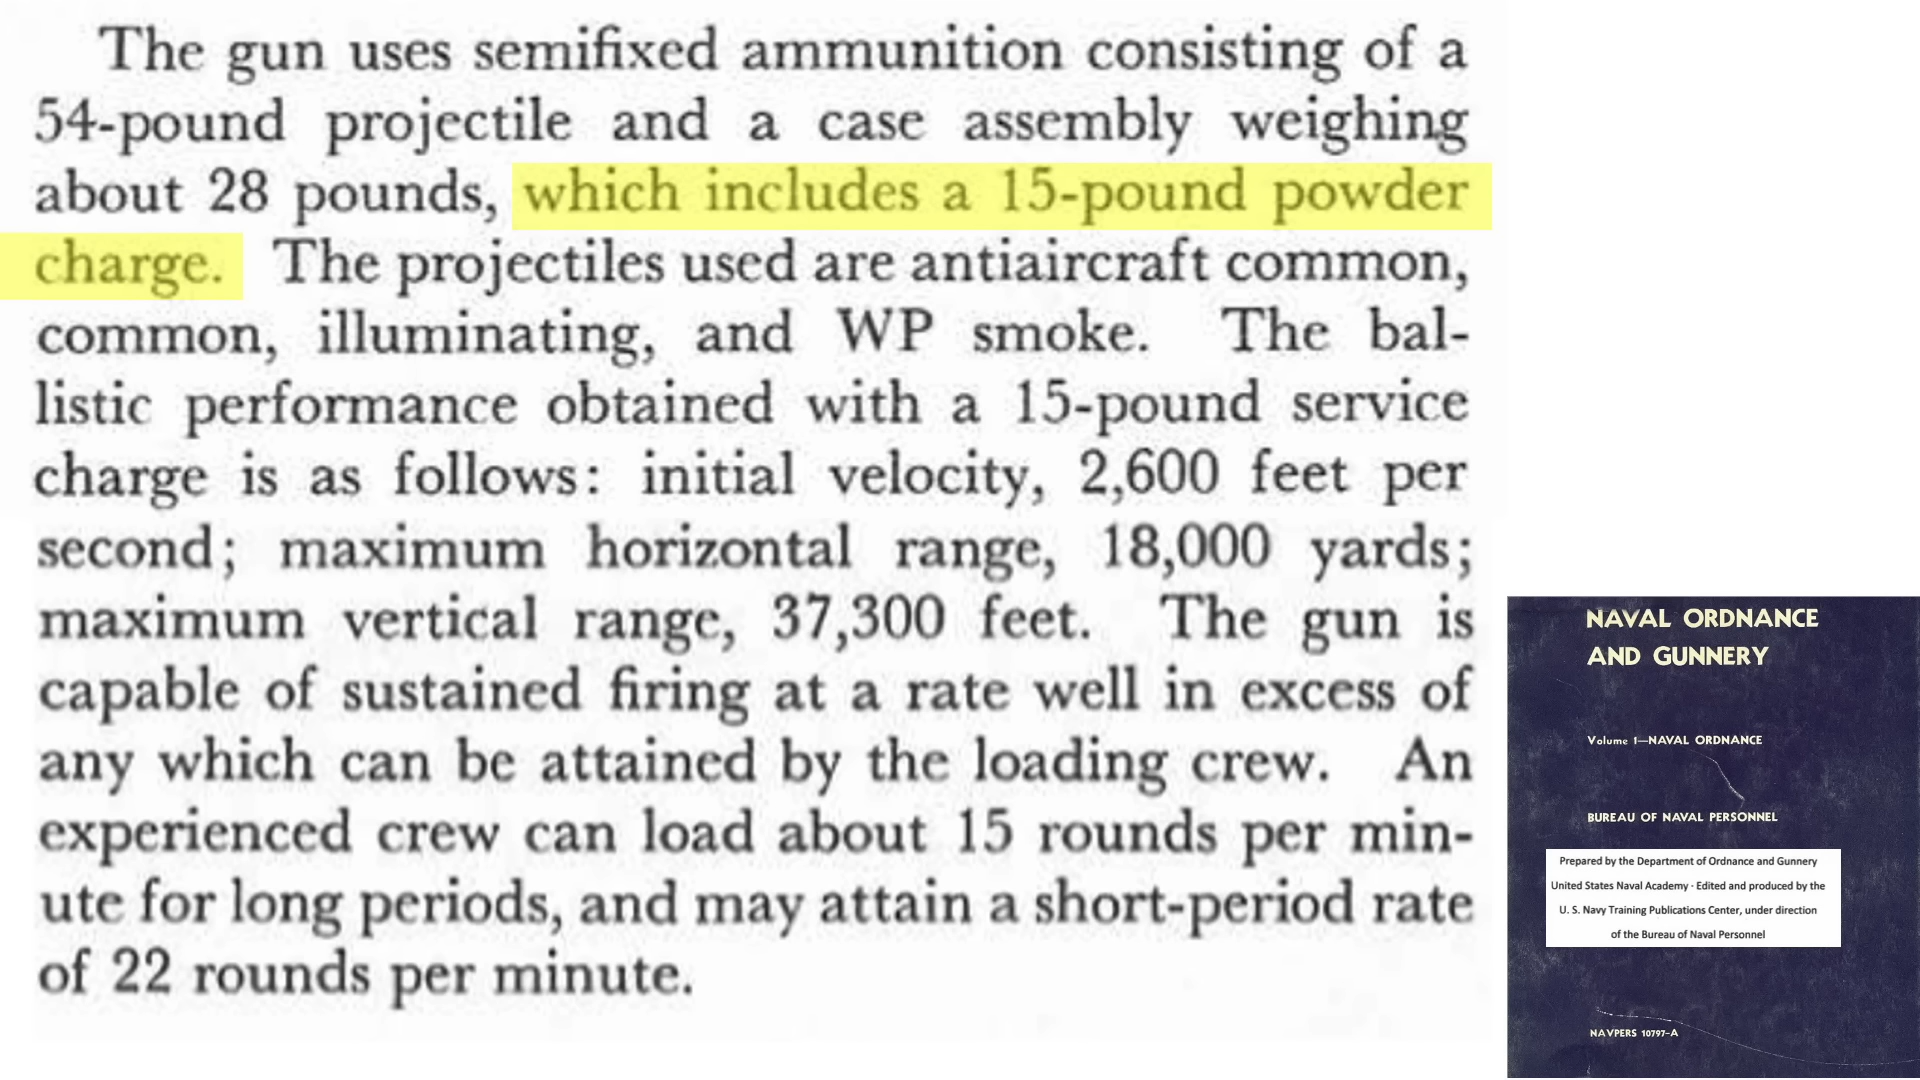 The gun uses semifixed ammunition consisting of a
54-pound projectile and a case assembly weighing
about 28 pounds, which includes a 15-pound powder
charge. The projectiles used are antiaircraft common,
common, illuminating, and WP smoke. The bal-
listic performance obtained with a 15-pound service
charge is as follows: initial velocity, 2,600 feet per
second; maximum horizontal range, 18,000 yards;
maximum vertical range, 37,300 feet. The gun is
capable of sustained firing at a rate well in excess of
any which can be attained by the loading crew. An
experienced crew can load about 15 rounds per min-
ute for long periods, and may attain a short-period rate
of 22 rounds per minute.
NAVAL ORDNANCE
AND GUNNERY
Volume 1—NAVAL ORDNANCE
BUREAU OF NAVAL PERSONNEL
Prepared by the Department of Ordnance and Gunnery
United States Naval Academy - Edited and produced by the
U. S. Navy Training Publications Center, under direction
of the Bureau of Naval Personnel
NAVPERS 10797-A